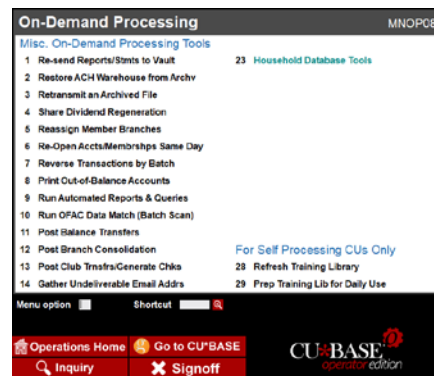 On-Demand Processing MNOP08
Misc. On-Demand Processing Tools
1 Re-send Reports/Stmts to Vault
2 Restore ACH Warehouse from Archv
3 Retransmit an Archived File
4 Share Dividend Regeneration
5 Reassign Member Branches
6 Re-Open Accts/Membrshps Same Day
7 Reverse Transactions by Batch
8 Print Out-of-Balance Accounts
9 Run Automated Reports & Queries
10 Run OFAC Data Match (Batch Scan)
11 Post Balance Transfers
12 Post Branch Consolidation
13 Post Club Trnsfrs/Generate Chks
14 Gather Undeliverable Email Addrs
23 Household Database Tools
For Self Processing CUs Only
28 Refresh Training Library
29 Prep Training Lib for Daily Use
Menu option Shortcut
Operations Home Go to CU*BASE
Inquiry Signoff
CU*BASE
operator edition